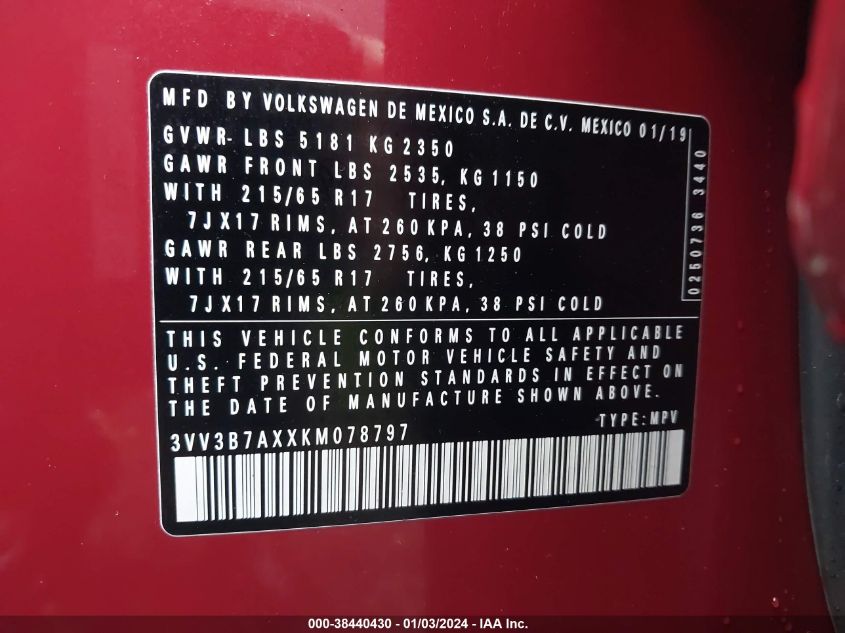 MFD BY VOLKSWAGEN DE MEXICO S.A. DE C.V. MEXICO 01/19
GVWR- LBS 5181 KG 2350
GAWR FRONT LBS 2535, KG 1150
WITH 215/65 R17 TIRES,
7JX17 RIMS, AT 260 KPA, 38 PSI COLD
GAWR REAR LBS 2756, KG 1250
WITH 215/65 R17 TIRES,
7JX17 RIMS, AT 260 KPA, 38 PSI COLD
0250736 3440
THIS VEHICLE CONFORMS TO ALL APPLICABLE
U.S. FEDERAL MOTOR VEHICLE SAFETY AND
THEFT PREVENTION STANDARDS IN EFFECT ON
THE DATE OF MANUFACTURE SHOWN ABOVE.
TYPE: MPV
3VV3B7AXXKM078797
000-38440430 - 01/03/2024 - IAA Inc.